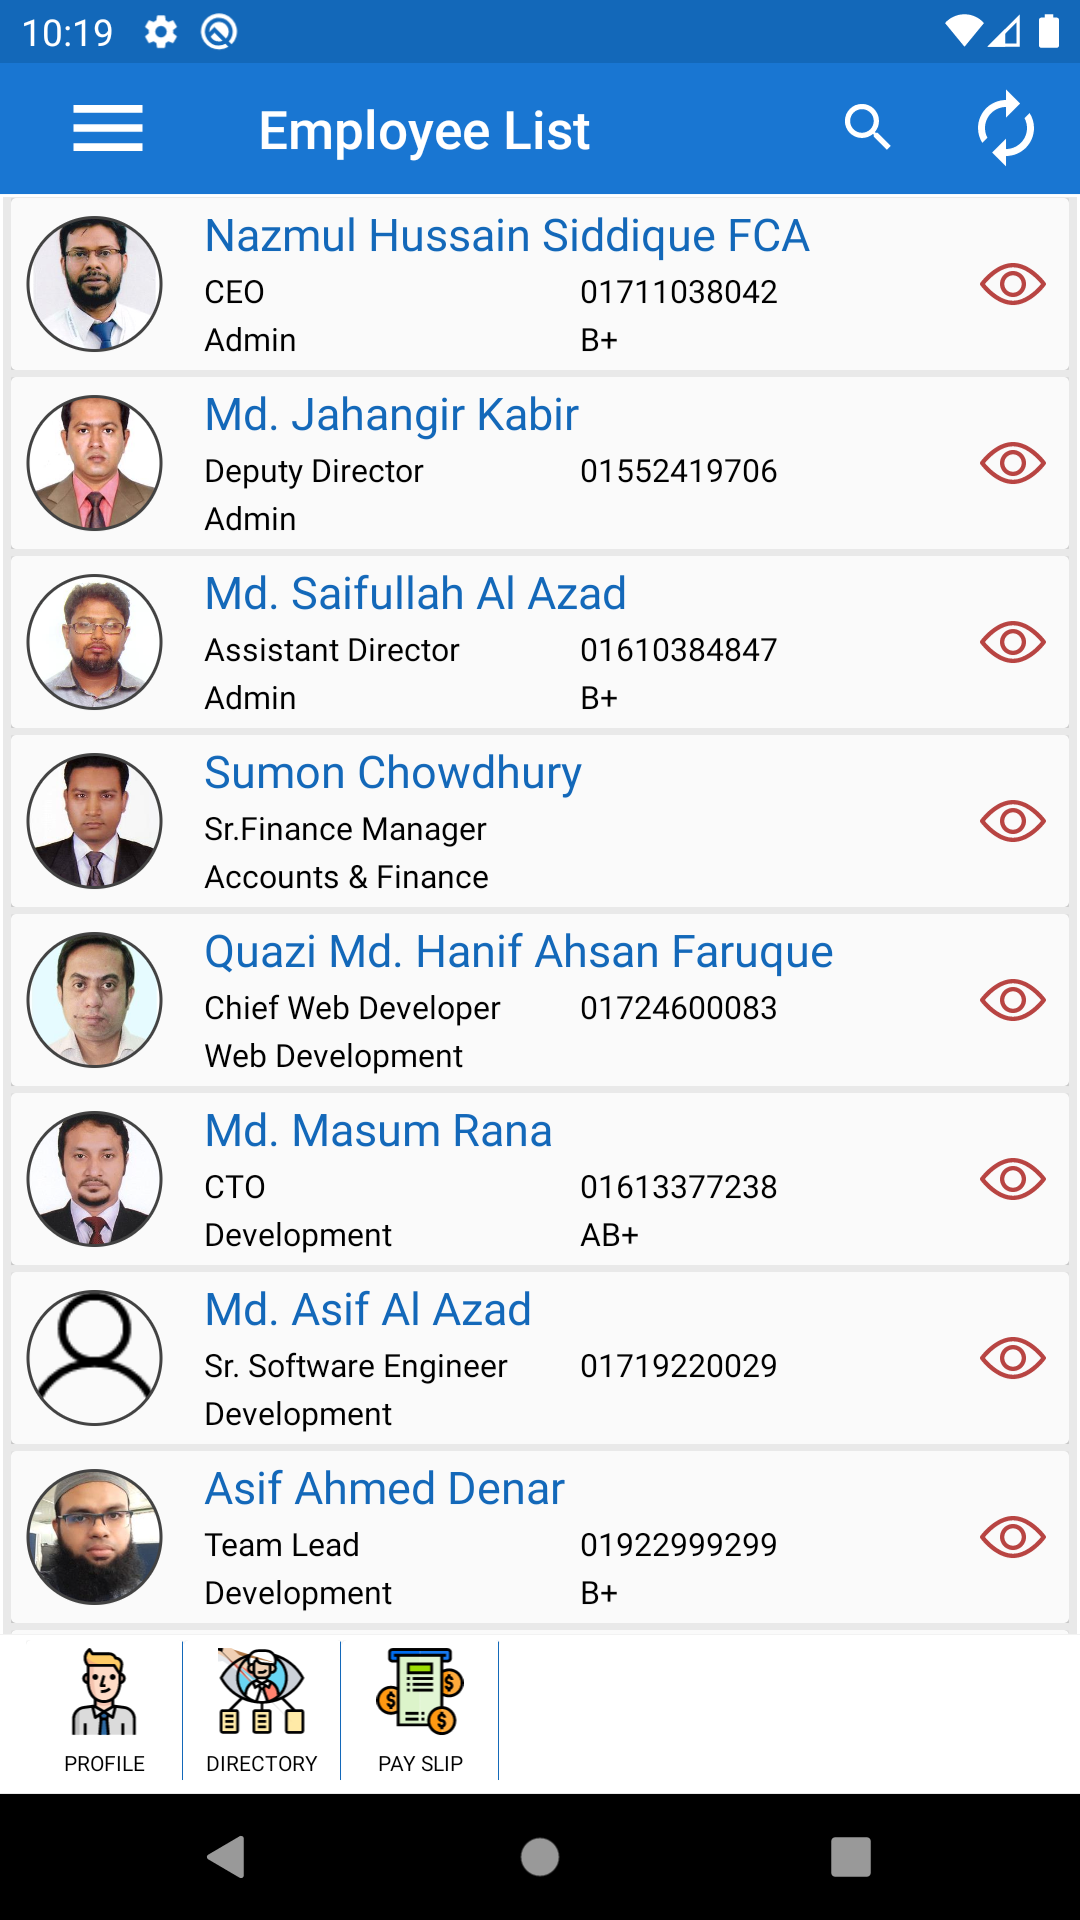 10:19
Employee List
Nazmul Hussain Siddique FCA
CEO 01711038042
Admin B+
Md. Jahangir Kabir
Deputy Director 01552419706
Admin
Md. Saifullah Al Azad
Assistant Director 01610384847
Admin B+
Sumon Chowdhury
Sr.Finance Manager
Accounts & Finance
Quazi Md. Hanif Ahsan Faruque
Chief Web Developer 01724600083
Web Development
Md. Masum Rana
CTO 01613377238
Development AB+
Md. Asif Al Azad
Sr. Software Engineer 01719220029
Development
Asif Ahmed Denar
Team Lead 01922999299
Development B+
PROFILE DIRECTORY PAY SLIP